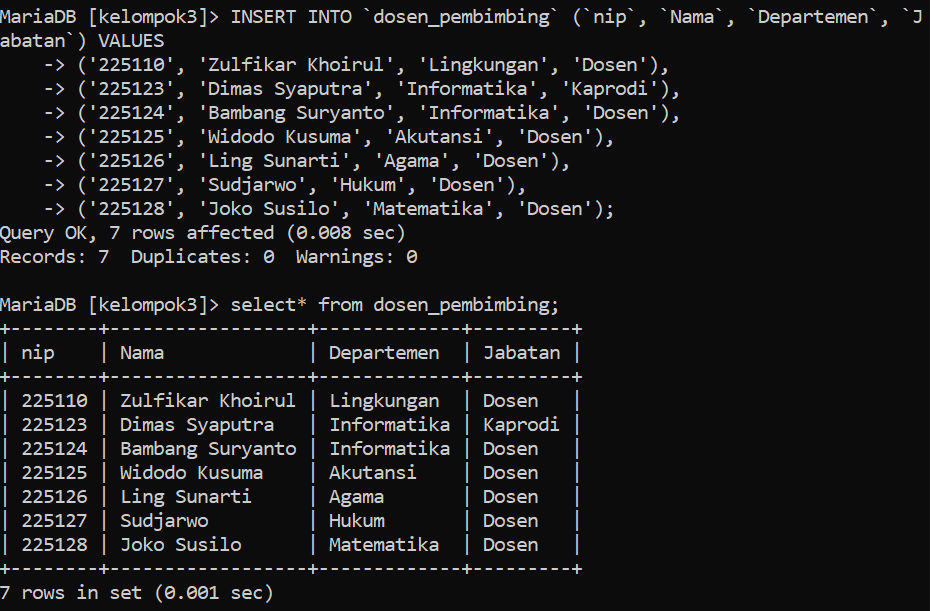 MariaDB [kelompok3]> INSERT INTO `dosen_pembimbing` (`nip`, `Nama`, `Departemen`, `J
abatan`) VALUES
    -> ('225110', 'Zulfikar Khoirul', 'Lingkungan', 'Dosen'),
    -> ('225123', 'Dimas Syaputra', 'Informatika', 'Kaprodi'),
    -> ('225124', 'Bambang Suryanto', 'Informatika', 'Dosen'),
    -> ('225125', 'Widodo Kusuma', 'Akutansi', 'Dosen'),
    -> ('225126', 'Ling Sunarti', 'Agama', 'Dosen'),
    -> ('225127', 'Sudjarwo', 'Hukum', 'Dosen'),
    -> ('225128', 'Joko Susilo', 'Matematika', 'Dosen');
Query OK, 7 rows affected (0.008 sec)
Records: 7  Duplicates: 0  Warnings: 0

MariaDB [kelompok3]> select* from dosen_pembimbing;
+--------+------------------+-------------+---------+
| nip    | Nama             | Departemen  | Jabatan |
+--------+------------------+-------------+---------+
| 225110 | Zulfikar Khoirul | Lingkungan  | Dosen   |
| 225123 | Dimas Syaputra   | Informatika | Kaprodi |
| 225124 | Bambang Suryanto | Informatika | Dosen   |
| 225125 | Widodo Kusuma    | Akutansi    | Dosen   |
| 225126 | Ling Sunarti     | Agama       | Dosen   |
| 225127 | Sudjarwo         | Hukum       | Dosen   |
| 225128 | Joko Susilo      | Matematika  | Dosen   |
+--------+------------------+-------------+---------+
7 rows in set (0.001 sec)